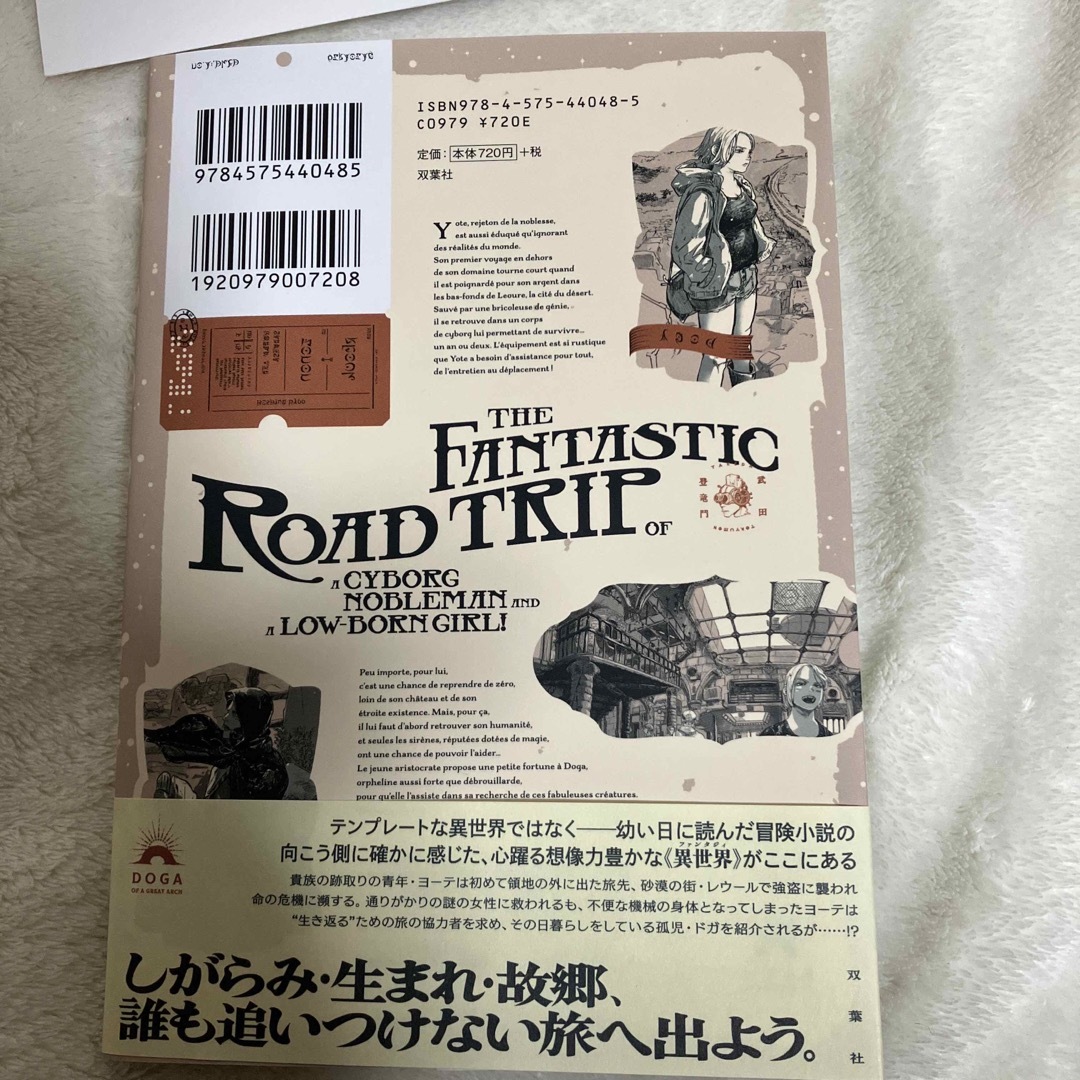 ISBN978-4-575-44048-5
C0979 ¥720E
定価：本体720円+税
双葉社
9784575440485
1920979007208
Yote, rejeton de la noblesse,
est aussi éduqué qu'ignorant
des réalités du monde.
Son premier voyage en dehors
de son domaine tourne court quand
il est poignardé pour son argent dans
les bas-fonds de Leoure, la cité du désert.
Sauvé par une bricoleuse de génie,
il se retrouve dans un corps
de cyborg lui permettant de survivre...
un an ou deux. L'équipement est si rustique
que Yote a besoin d'assistance pour tout,
de l'entretien au déplacement !
THE
FANTASTIC
ROAD TRIP OF
A CYBORG
NOBLEMAN AND
A LOW-BORN GIRL!
武田
登竜門
Peu importe, pour lui,
c'est une chance de reprendre de zéro,
loin de son château et de son
étroite existence. Mais, pour ça,
il lui faut d'abord retrouver son humanité,
et seules les sirènes, réputées dotées de magie,
ont une chance de pouvoir l'aider...
Le jeune aristocrate propose une petite fortune à Doga,
orpheline aussi forte que débrouillarde,
pour qu'elle l'assiste dans sa recherche de ces fabuleuses créatures.
DOGA
OF A GREAT ARCH
テンプレートな異世界ではなく──幼い日に読んだ冒険小説の
向こう側に確かに感じた、心躍る想像力豊かな《異世界》がここにある
ファンタジィ
貴族の跡取りの青年・ヨーテは初めて領地の外に出た旅先、砂漠の街・レウールで強盗に襲われ
命の危機に瀕する。通りがかりの謎の女性に救われるも、不便な機械の身体となってしまったヨーテは
“生き返る”ための旅の協力者を求め、その日暮らしをしている孤児・ドガを紹介されるが……!?
しがらみ・生まれ・故郷、
誰も追いつけない旅へ出よう。
双葉社